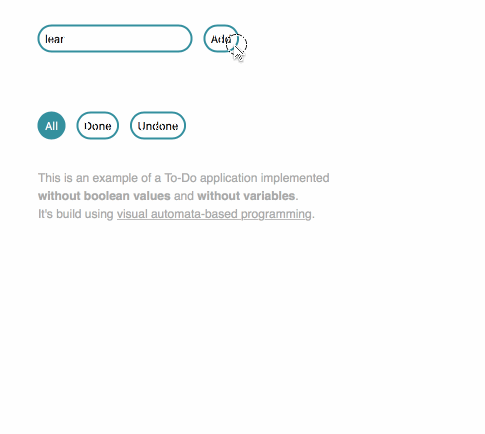 lear
Add
All
Done
Undone
This is an example of a To-Do application implemented
without boolean values and without variables.
It's build using visual automata-based programming.